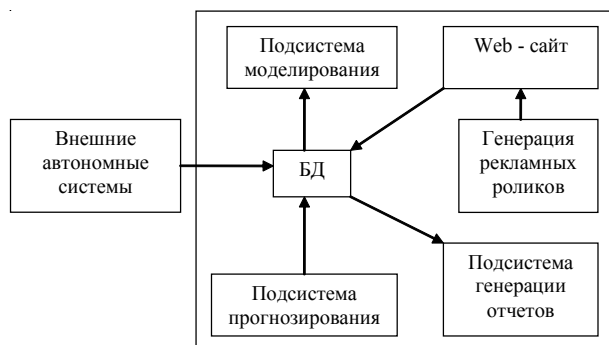 Подсистема
моделирования
Web - сайт
Внешние
автономные
системы
БД
Генерация
рекламных
роликов
Подсистема
прогнозирования
Подсистема
генерации
отчетов